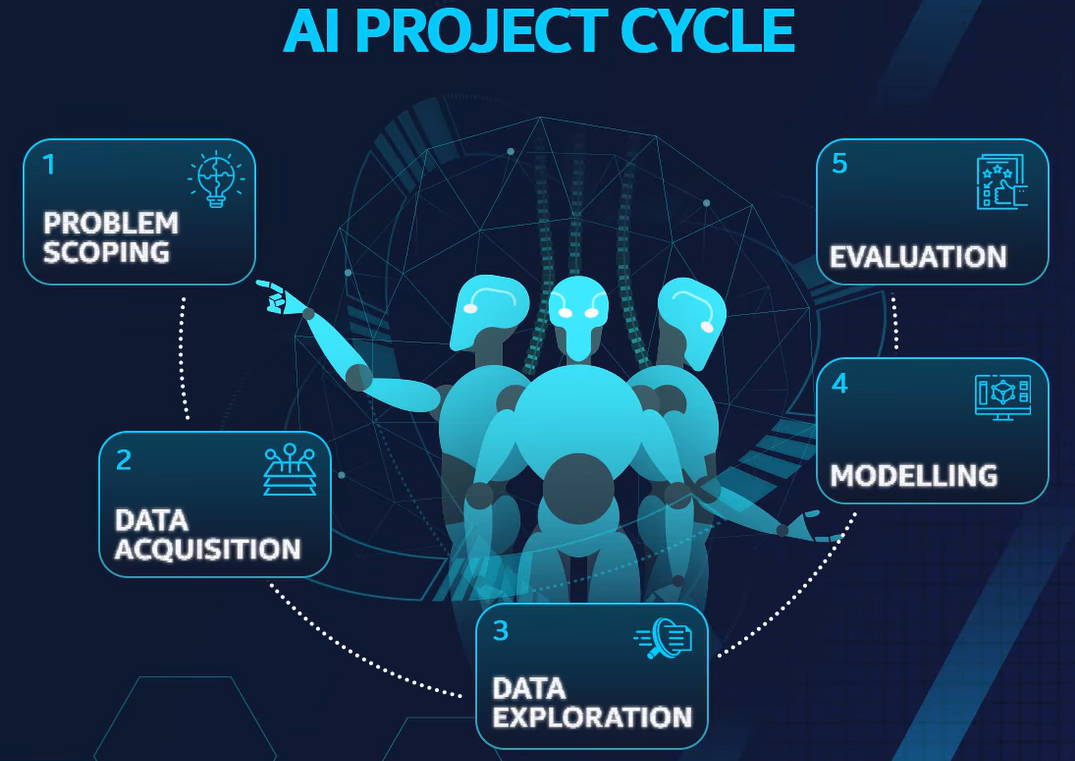 AI PROJECT CYCLE
1
PROBLEM
SCOPING
2
DATA
ACQUISITION
3
DATA
EXPLORATION
4
MODELLING
5
EVALUATION